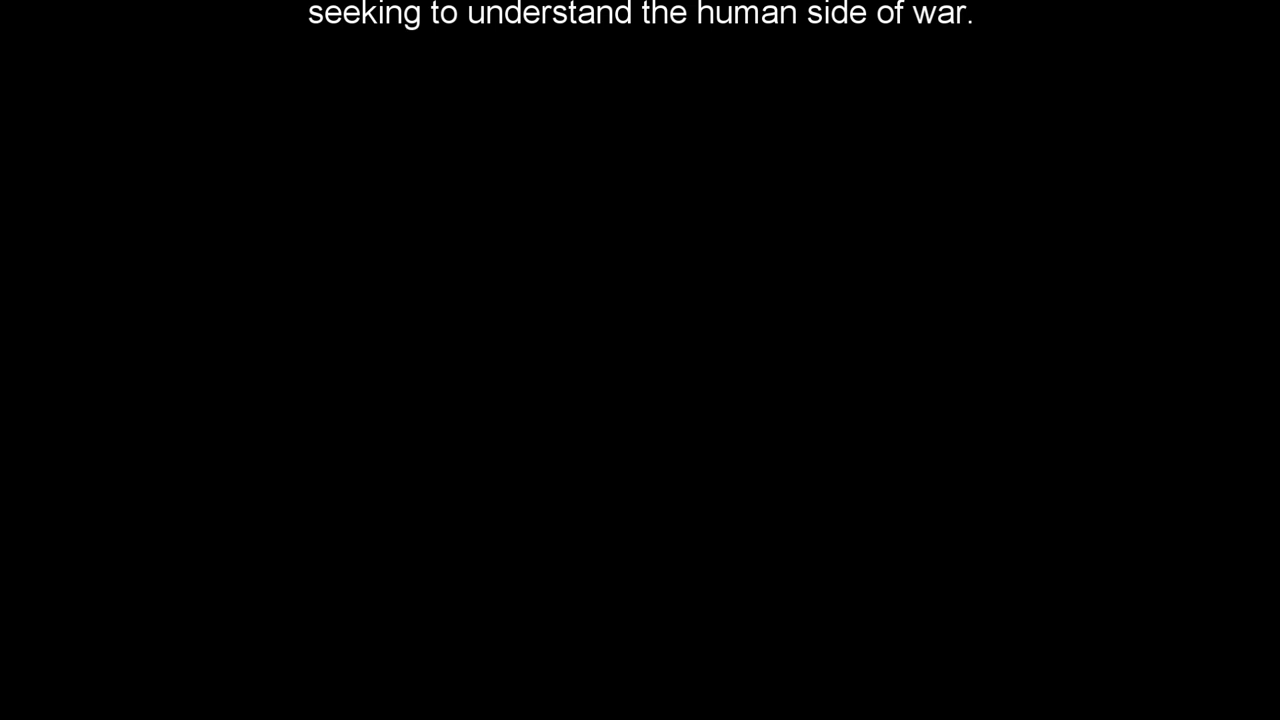 seeking to understand the human side of war.